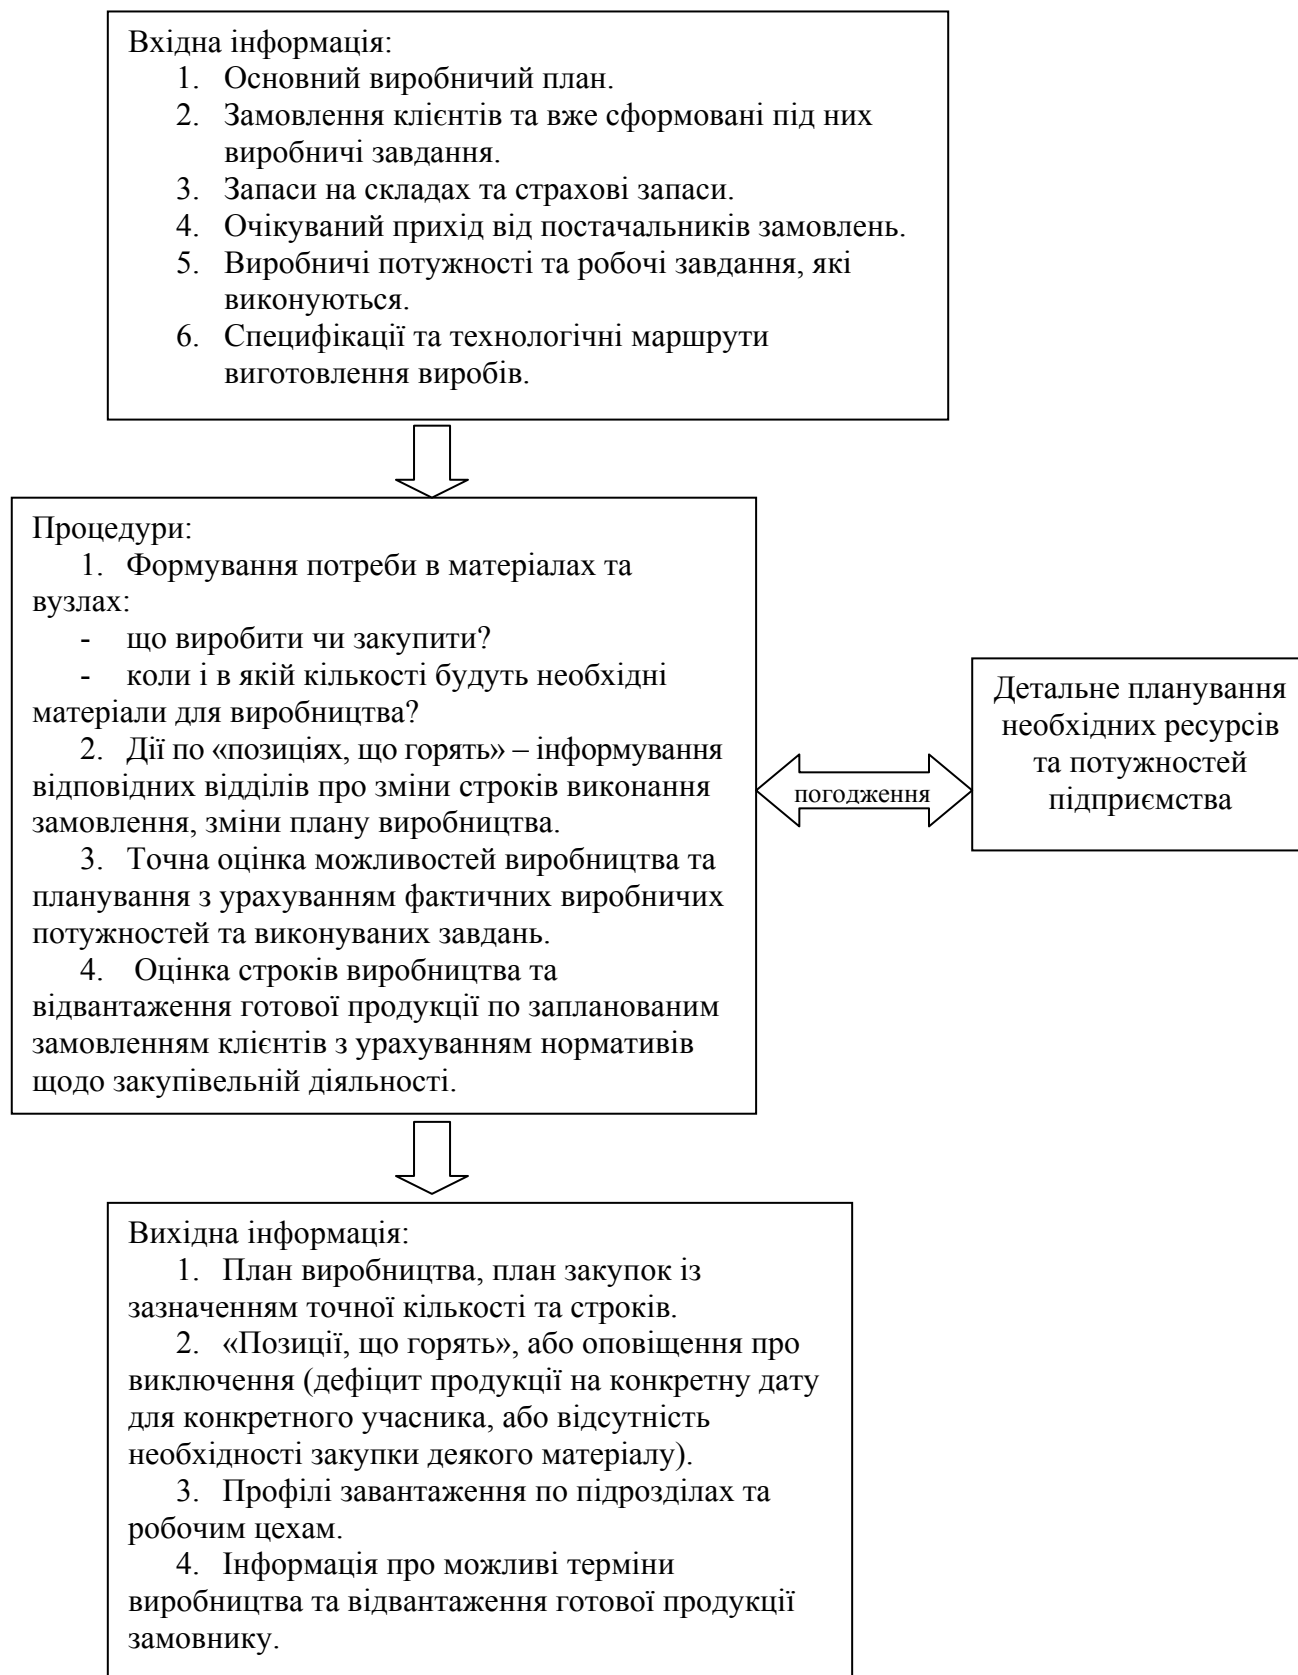 Вхідна інформація:
1. Основний виробничий план.
2. Замовлення клієнтів та вже сформовані під них
виробничі завдання.
3. Запаси на складах та страхові запаси.
4. Очікуваний прихід від постачальників замовлень.
5. Виробничі потужності та робочі завдання, які
виконуються.
6. Специфікації та технологічні маршрути
виготовлення виробів.
Процедури:
1. Формування потреби в матеріалах та
вузлах:
- що виробити чи закупити?
- коли і в якій кількості будуть необхідні
матеріали для виробництва?
2. Дії по «позиціях, що горять» – інформування
відповідних відділів про зміни строків виконання
замовлення, зміни плану виробництва.
3. Точна оцінка можливостей виробництва та
планування з урахуванням фактичних виробничих
потужностей та виконуваних завдань.
4. Оцінка строків виробництва та
відвантаження готової продукції по запланованим
замовленням клієнтів з урахуванням нормативів
щодо закупівельній діяльності.
погодження
Детальне планування
необхідних ресурсів
та потужностей
підприємства
Вихідна інформація:
1. План виробництва, план закупок із
зазначенням точної кількості та строків.
2. «Позиції, що горять», або оповіщення про
виключення (дефіцит продукції на конкретну дату
для конкретного учасника, або відсутність
необхідності закупки деякого матеріалу).
3. Профілі завантаження по підрозділах та
робочим цехам.
4. Інформація про можливі терміни
виробництва та відвантаження готової продукції
замовнику.